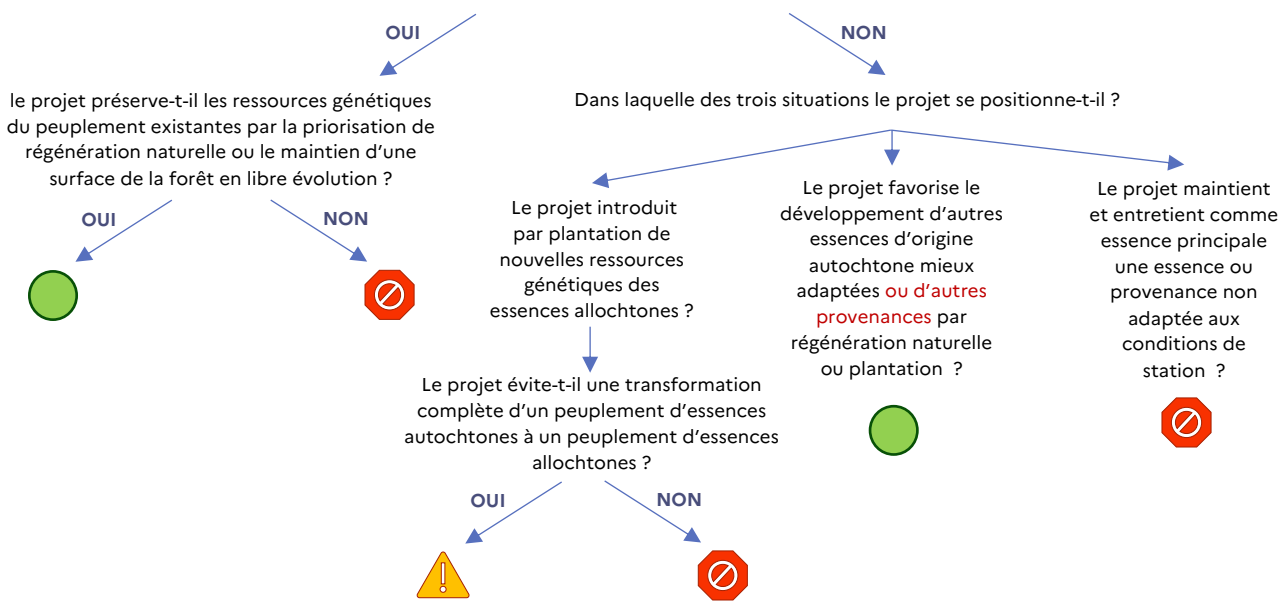 OUI
NON
le projet préserve-t-il les ressources génétiques
du peuplement existantes par la priorisation de
régénération naturelle ou le maintien d'une
surface de la forêt en libre évolution ?
OUI
NON
Dans laquelle des trois situations le projet se positionne-t-il ?
Le projet introduit
par plantation de
nouvelles ressources
génétiques des
essences allochtones ?
Le projet évite-t-il une transformation
complète d'un peuplement d'essences
autochtones à un peuplement d'essences
allochtones ?
OUI
NON
Le projet favorise le
développement d'autres
essences d'origine
autochtone mieux
adaptées ou d'autres
provenances par
régénération naturelle
ou plantation ?
Le projet maintient
et entretient comme
essence principale
une essence ou
provenance non
adaptée aux
conditions de
station ?